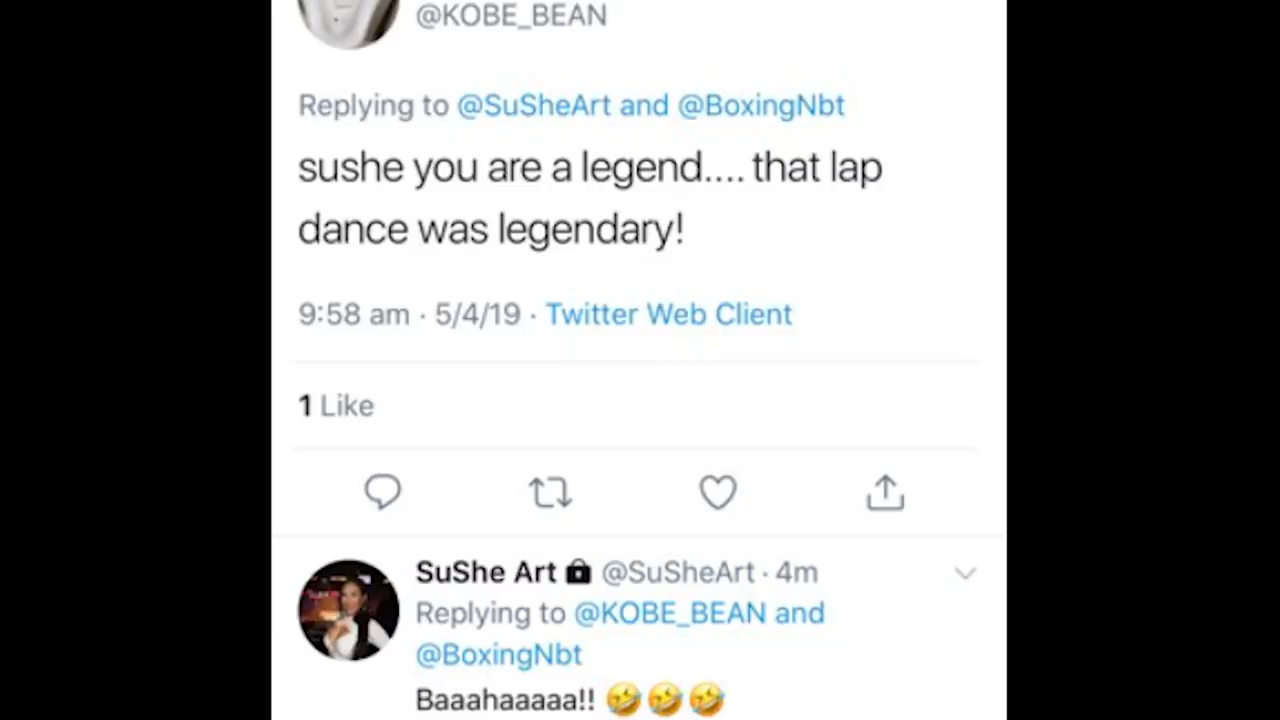 @KOBE_BEAN
Replying to @SuSheArt and @BoxingNbt
sushe you are a legend.... that lap
dance was legendary!
9:58 am · 5/4/19 · Twitter Web Client
1 Like
SuShe Art @SuSheArt · 4m
Replying to @KOBE_BEAN and
@BoxingNbt
Baaahaaaaa!! 🤣🤣🤣